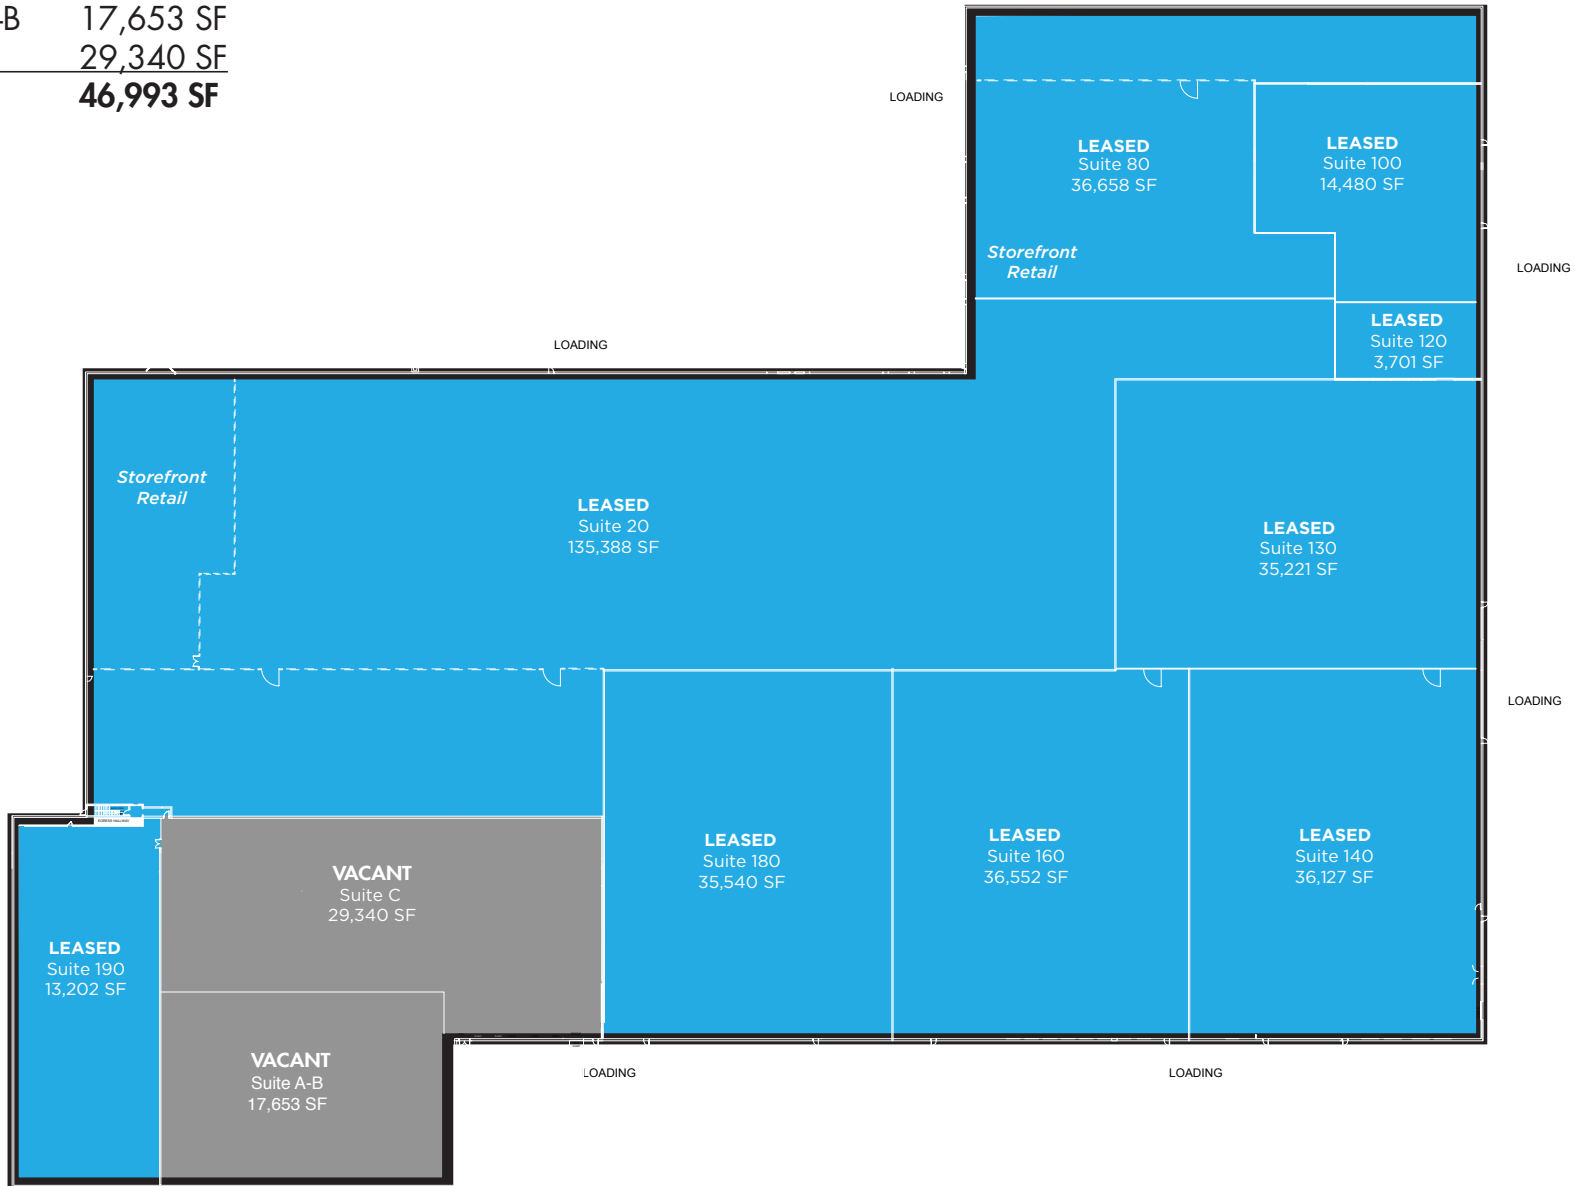 -B 17,653 SF
29,340 SF
46,993 SF
LOADING
LEASED
Suite 80
36,658 SF
LEASED
Suite 100
14,480 SF
Storefront
Retail
LOADING
LEASED
Suite 120
3,701 SF
LOADING
Storefront
Retail
LEASED
Suite 20
135,388 SF
LEASED
Suite 130
35,221 SF
LOADING
EGRESS HALLWAY
VACANT
Suite C
29,340 SF
LEASED
Suite 180
35,540 SF
LEASED
Suite 160
36,552 SF
LEASED
Suite 140
36,127 SF
LEASED
Suite 190
13,202 SF
VACANT
Suite A-B
17,653 SF
LOADING
LOADING